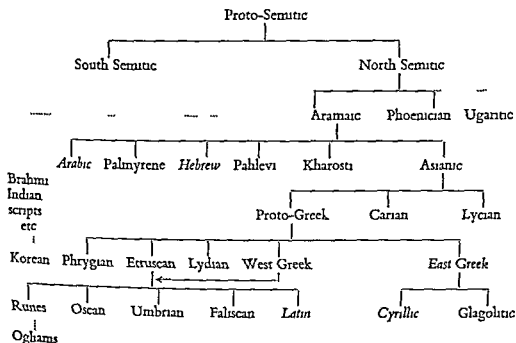 Proto-Semitic
South Semitic North Semitic
Aramaic Phoenician Ugaritic
Arabic Palmyrene Hebrew Pahlevi Kharosti Asianic
Brahmi
Indian
scripts
etc
Proto-Greek Carian Lycian
Korean Phrygian Etruscan Lydian West Greek East Greek
Runes Oscan Umbrian Faliscan Latin Cyrillic Glagolitic
Oghams